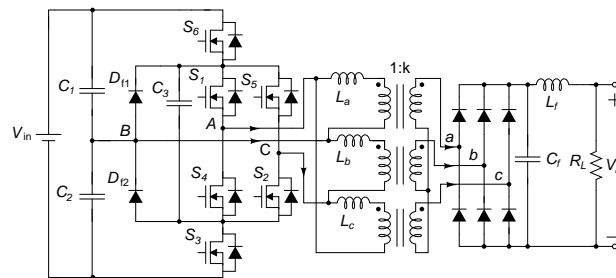 S6
1:k
C1
Df1
C3
S1
S5
La
Lf
A
a
Vin
B
C
Lb
b
Cf
RL
+
V
C2
Df2
S4
S2
Lc
c
S3
−